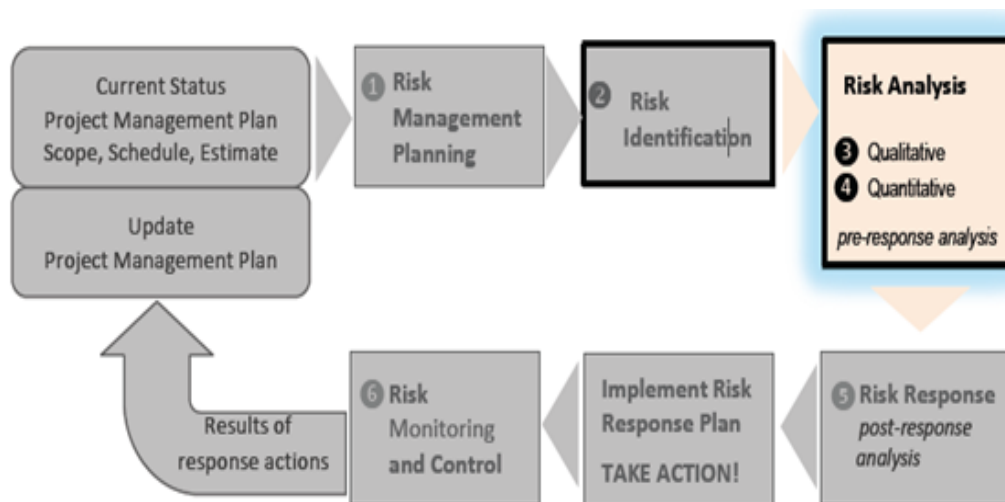 Current Status
Project Management Plan
Scope, Schedule, Estimate
Update
Project Management Plan
1 Risk
Management
Planning
2 Risk
Identification
Risk Analysis
3 Qualitative
4 Quantitative
pre-response analysis
5 Risk Response
post-response
analysis
Implement Risk
Response Plan
TAKE ACTION!
6 Risk
Monitoring
and Control
Results of
response actions